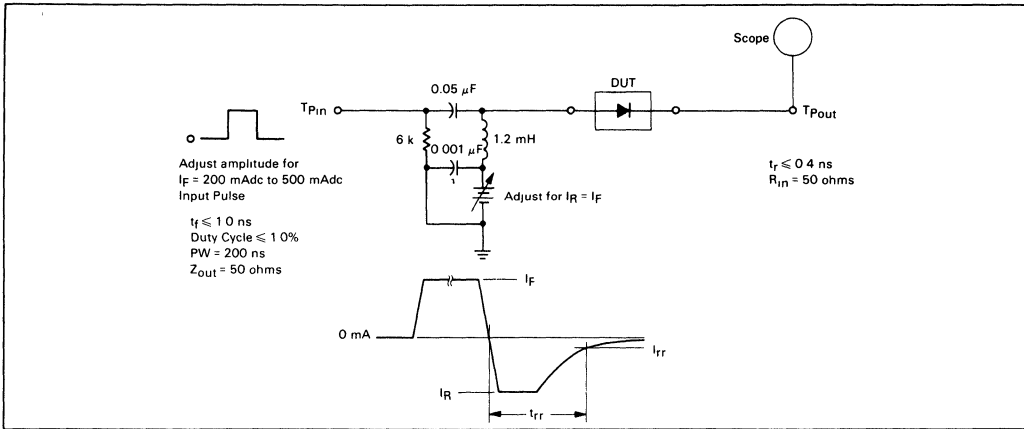 Scope
0.05 μF
DUT
TPin
TPout
6 k
0 001 μF
1.2 mH
Adjust amplitude for
IF = 200 mAdc to 500 mAdc
Input Pulse
tr ≤ 0 4 ns
Rin = 50 ohms
Adjust for IR = IF
tf ≤ 1 0 ns
Duty Cycle ≤ 1 0%
PW = 200 ns
Zout = 50 ohms
IF
0 mA
Irr
IR
trr